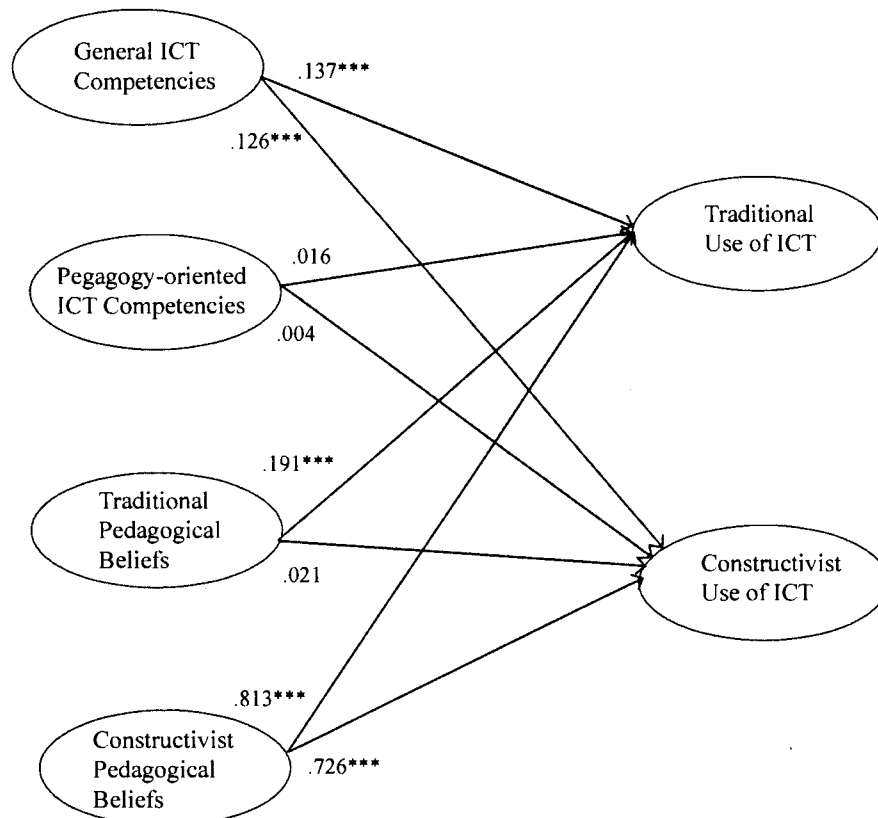 General ICT
Competencies
.137***
.126***
Traditional
Use of ICT
Pegagogy-oriented
ICT Competencies
.016
.004
.191***
Traditional
Pedagogical
Beliefs
.021
Constructivist
Use of ICT
.813***
Constructivist
Pedagogical
Beliefs
.726***